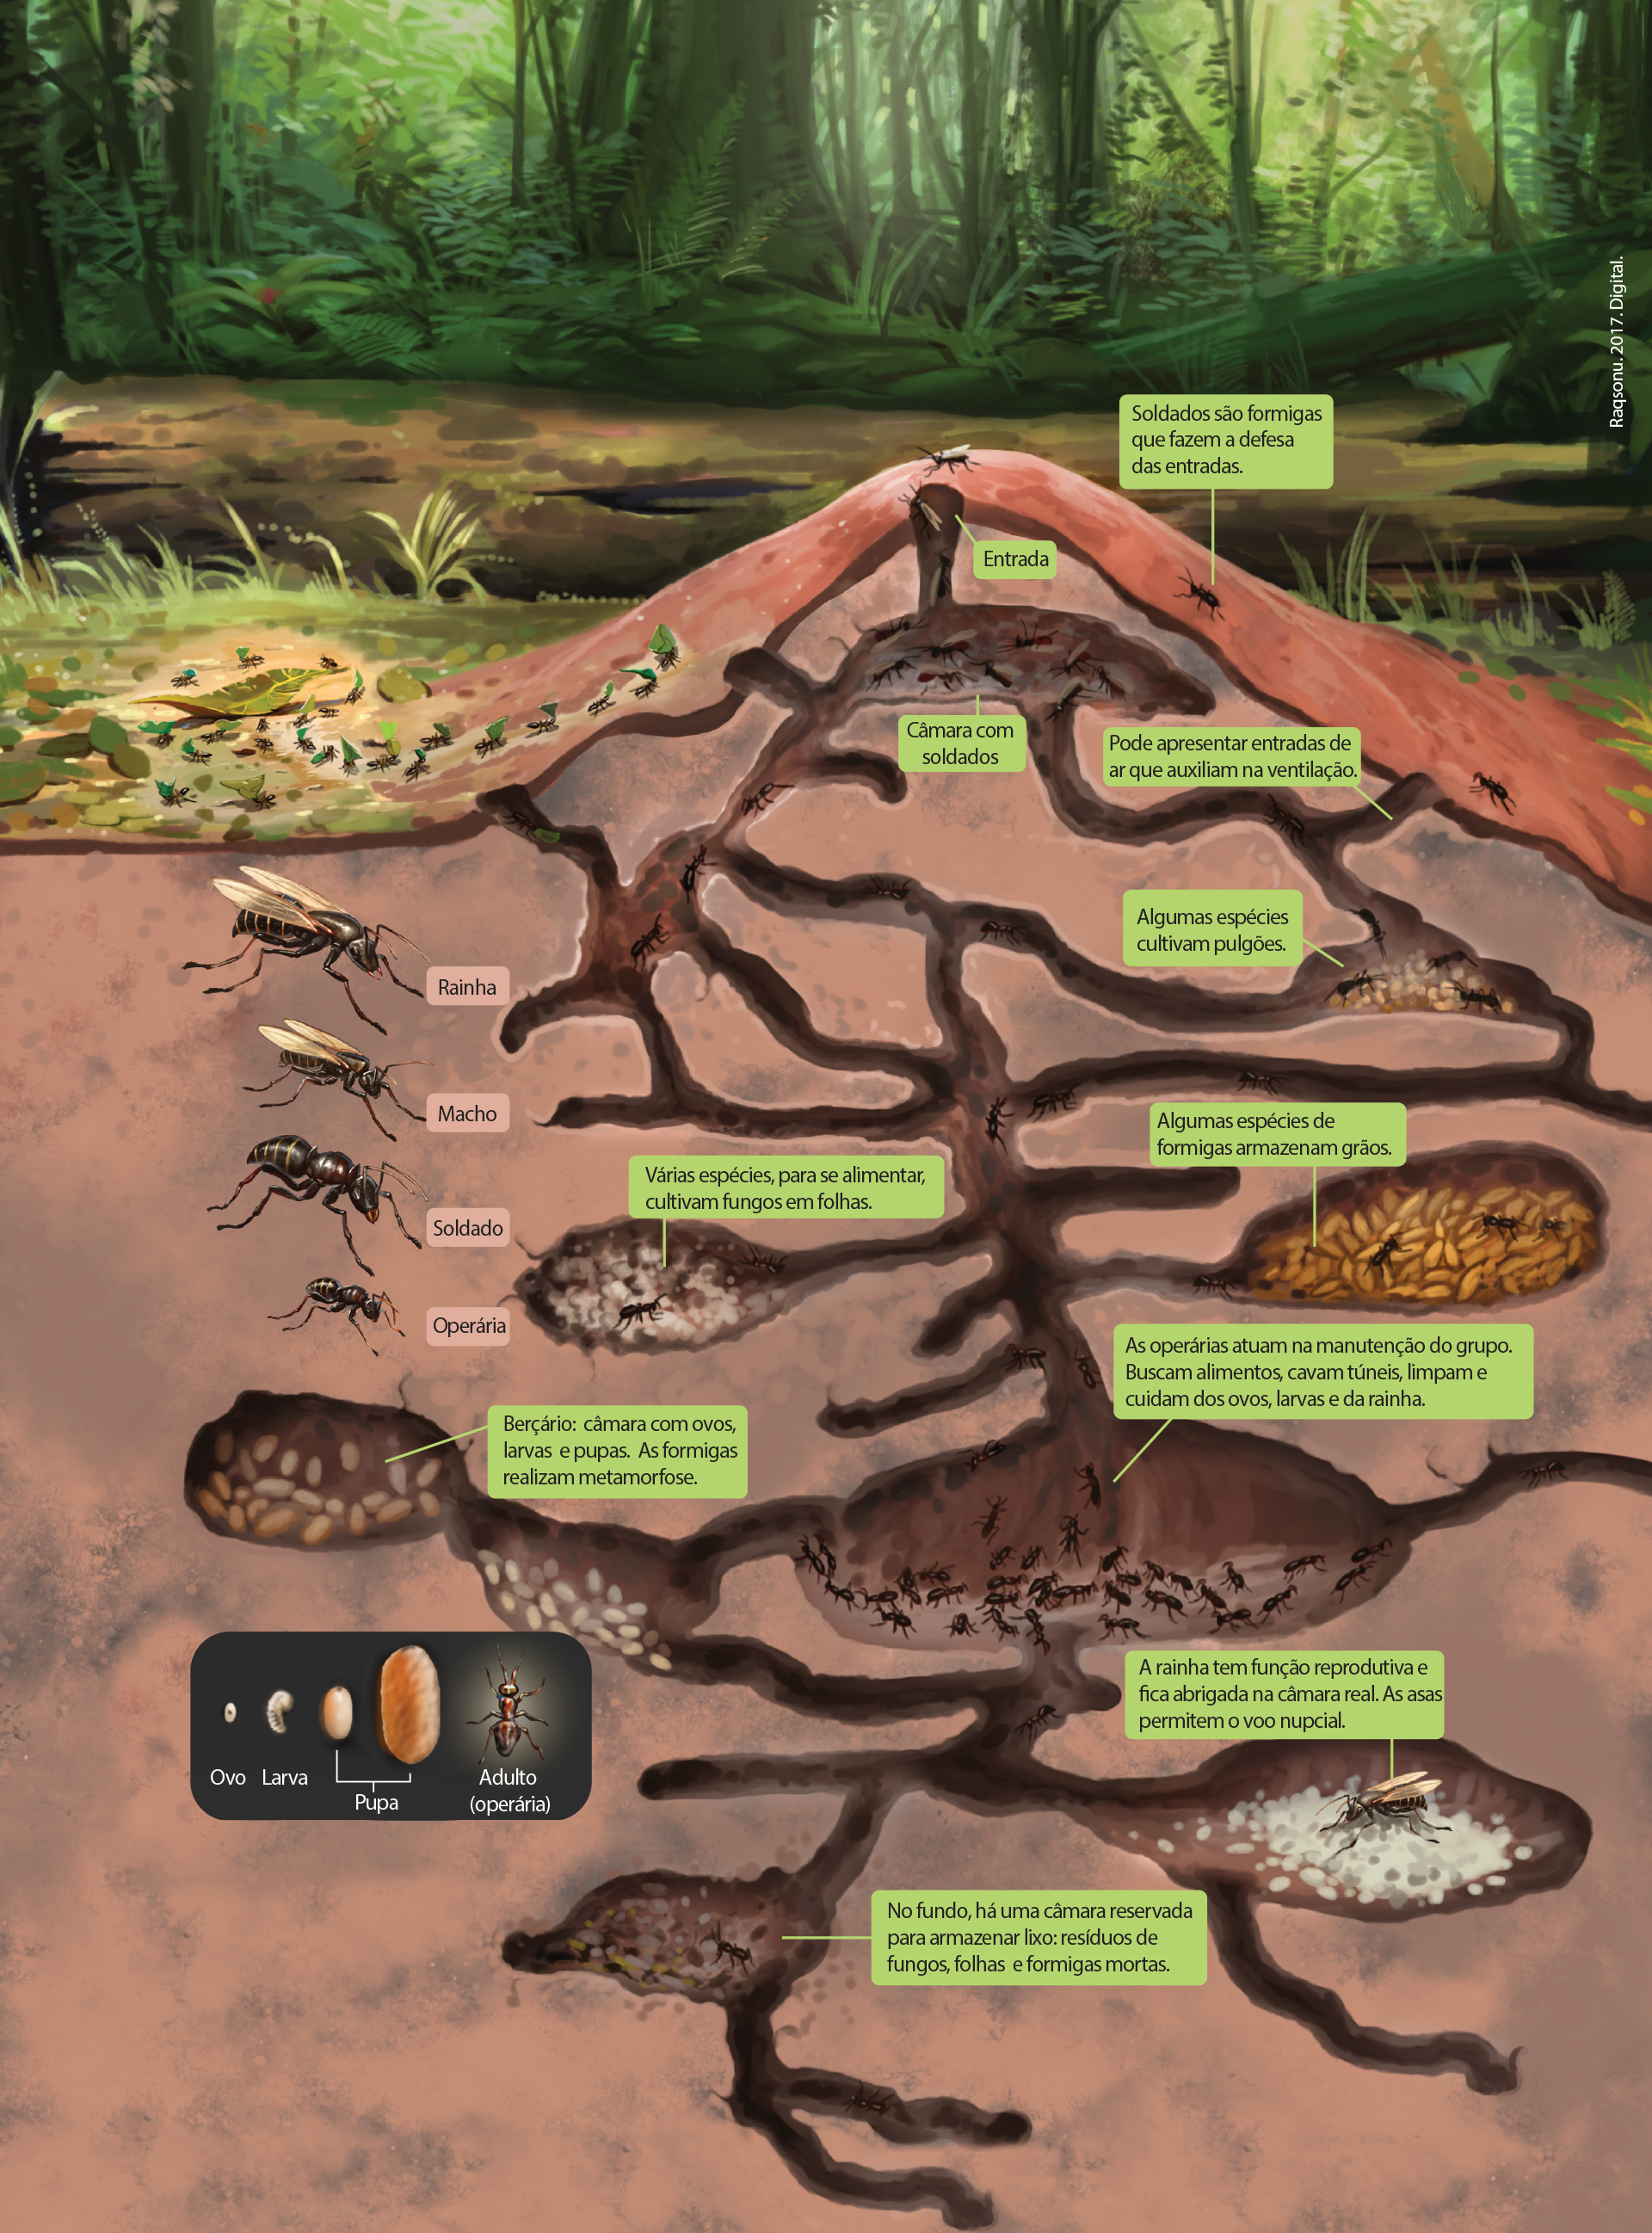 Raqsonu. 2017. Digital.
Soldados são formigas
que fazem a defesa
das entradas.
Entrada
Câmara com
soldados
Pode apresentar entradas de
ar que auxiliam na ventilação.
Algumas espécies
cultivam pulgões.
Rainha
Macho
Soldado
Operária
Algumas espécies de
formigas armazenam grãos.
Várias espécies, para se alimentar,
cultivam fungos em folhas.
As operárias atuam na manutenção do grupo.
Buscam alimentos, cavam túneis, limpam e
cuidam dos ovos, larvas e da rainha.
Berçário: câmara com ovos,
larvas e pupas. As formigas
realizam metamorfose.
A rainha tem função reprodutiva e
fica abrigada na câmara real. As asas
permitem o voo nupcial.
Ovo
Larva
Pupa
Adulto
(operária)
No fundo, há uma câmara reservada
para armazenar lixo: resíduos de
fungos, folhas e formigas mortas.